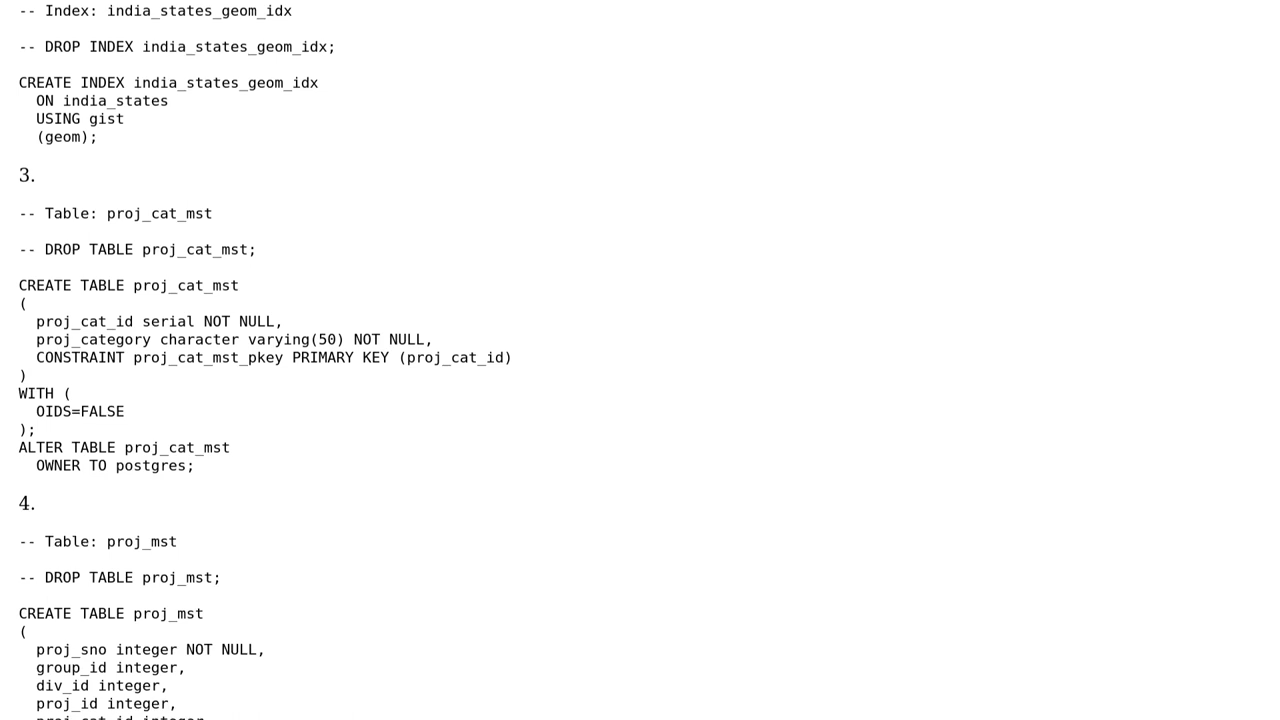 -- Index: india_states_geom_idx
-- DROP INDEX india_states_geom_idx;
CREATE INDEX india_states_geom_idx
ON india_states
USING gist
(geom);
3.
-- Table: proj_cat_mst
-- DROP TABLE proj_cat_mst;
CREATE TABLE proj_cat_mst
(
proj_cat_id serial NOT NULL,
proj_category character varying(50) NOT NULL,
CONSTRAINT proj_cat_mst_pkey PRIMARY KEY (proj_cat_id)
)
WITH (
OIDS=FALSE
);
ALTER TABLE proj_cat_mst
OWNER TO postgres;
4.
-- Table: proj_mst
-- DROP TABLE proj_mst;
CREATE TABLE proj_mst
(
proj_sno integer NOT NULL,
group_id integer,
div_id integer,
proj_id integer,